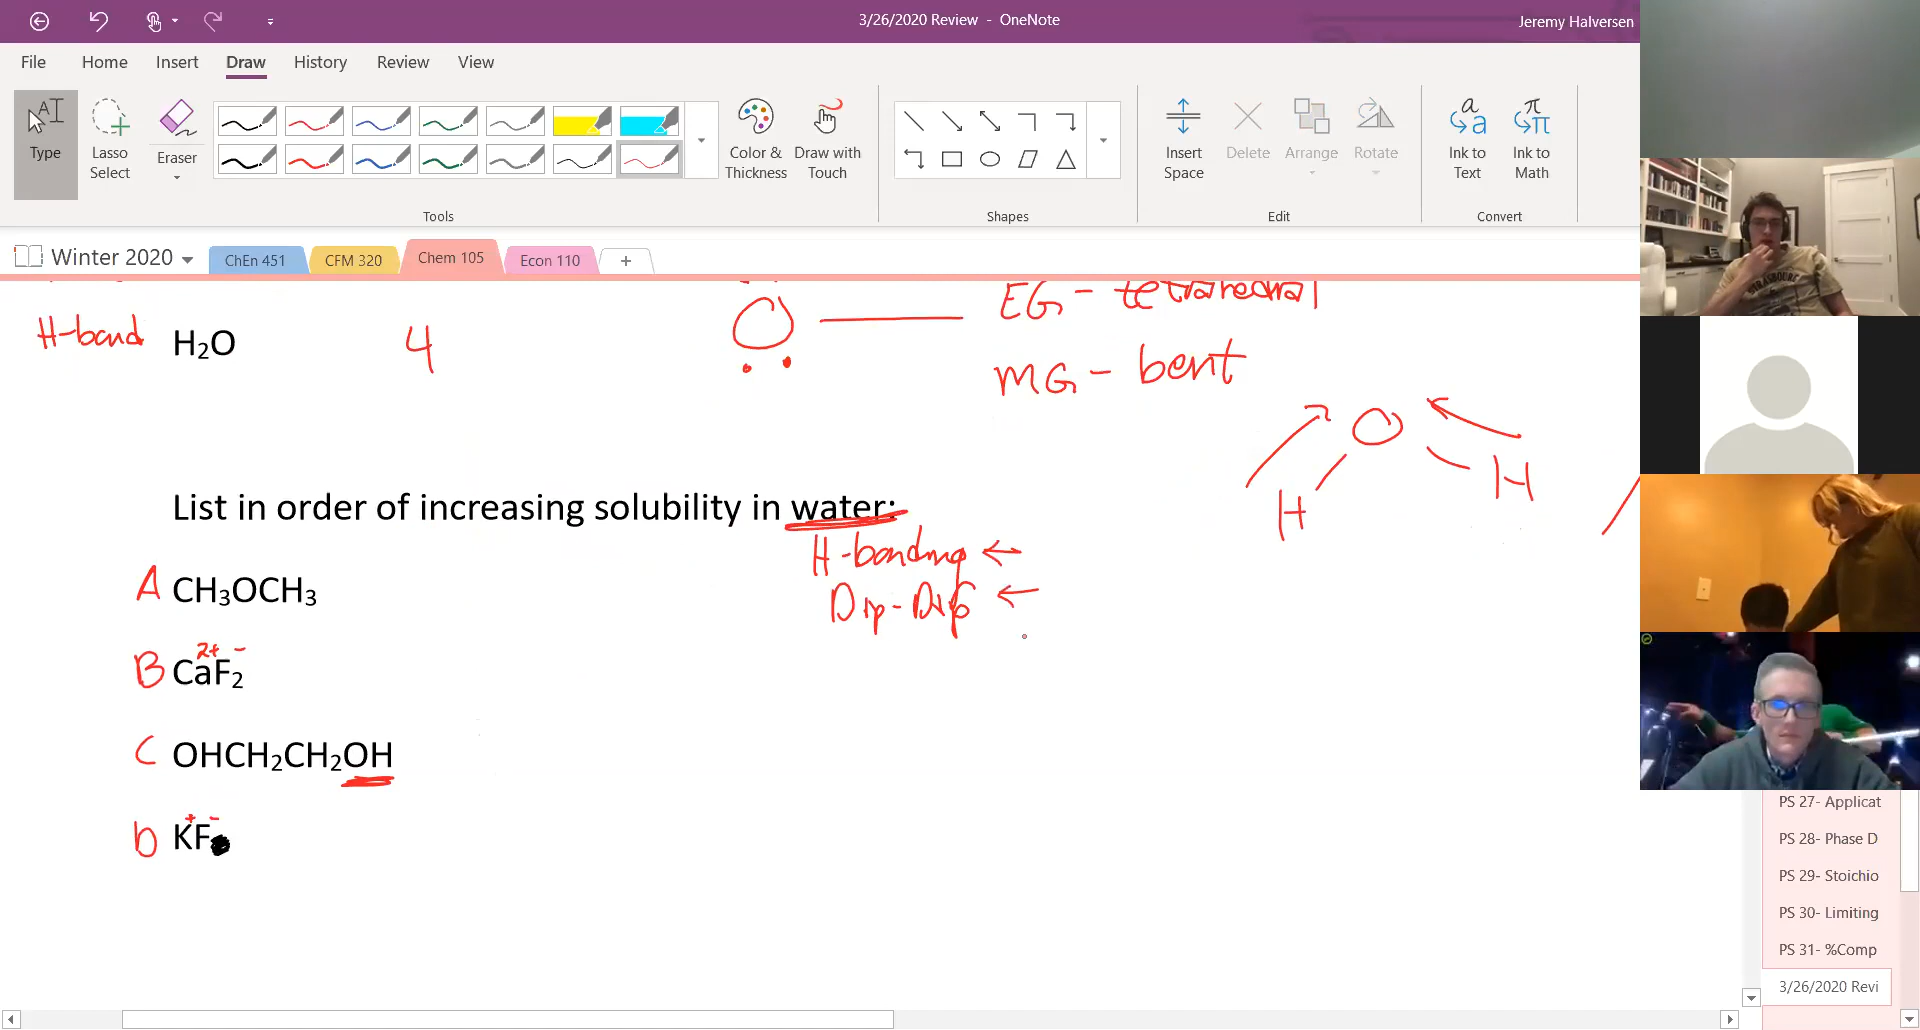 3/26/2020 Review - OneNote
Jeremy Halversen
File Home Insert Draw History Review View
Type
Lasso Select
Eraser
Color & Thickness
Draw with Touch
Insert Space
Delete
Arrange
Rotate
Ink to Text
Ink to Math
Tools
Shapes
Edit
Convert
Winter 2020
ChEn 451
CFM 320
Chem 105
Econ 110
+
EG - tetrahedral
H-bond H₂O 4 O
MG - bent
O
H H
List in order of increasing solubility in water:
H-bonding ←
Dip-Dip ←
A CH₃OCH₃
2+ -
B CaF₂
C OHCH₂CH₂OH
+ -
D KF
PS 27- Applicat
PS 28- Phase D
PS 29- Stoichio
PS 30- Limiting
PS 31- %Comp
3/26/2020 Revi